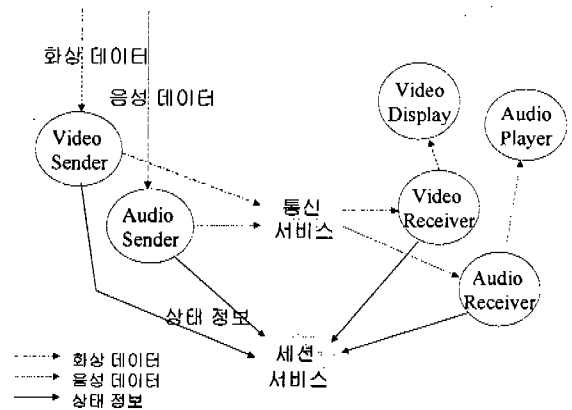 화상 데이터
음성 데이터
Video
Sender
Audio
Sender
통신
서비스
Video
Display
Audio
Player
Video
Receiver
Audio
Receiver
상태 정보
세션
서비스
화상 데이터
음성 데이터
상태 정보